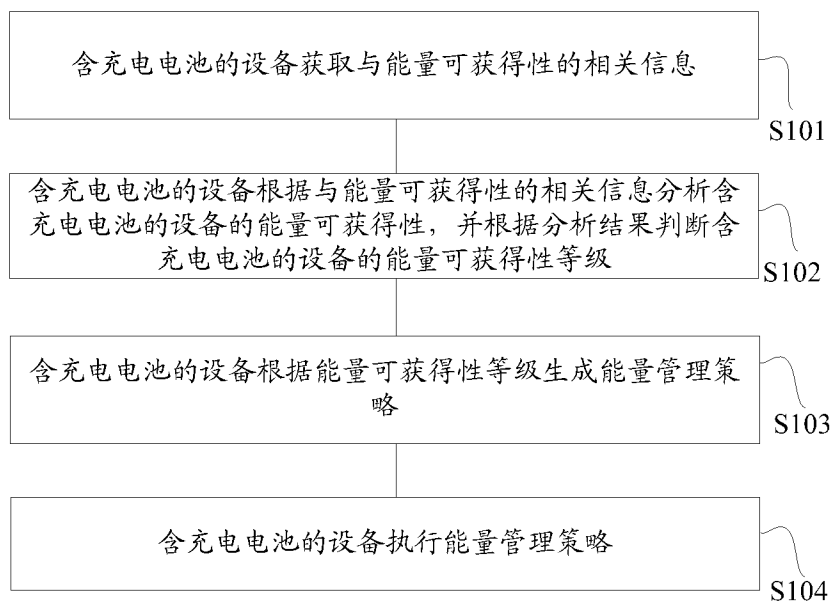 含充电电池的设备获取与能量可获得性的相关信息
S101
含充电电池的设备根据与能量可获得性的相关信息分析含
充电电池的设备的能量可获得性，并根据分析结果判断含
充电电池的设备的能量可获得性等级
S102
含充电电池的设备根据能量可获得性等级生成能量管理策
略
S103
含充电电池的设备执行能量管理策略
S104